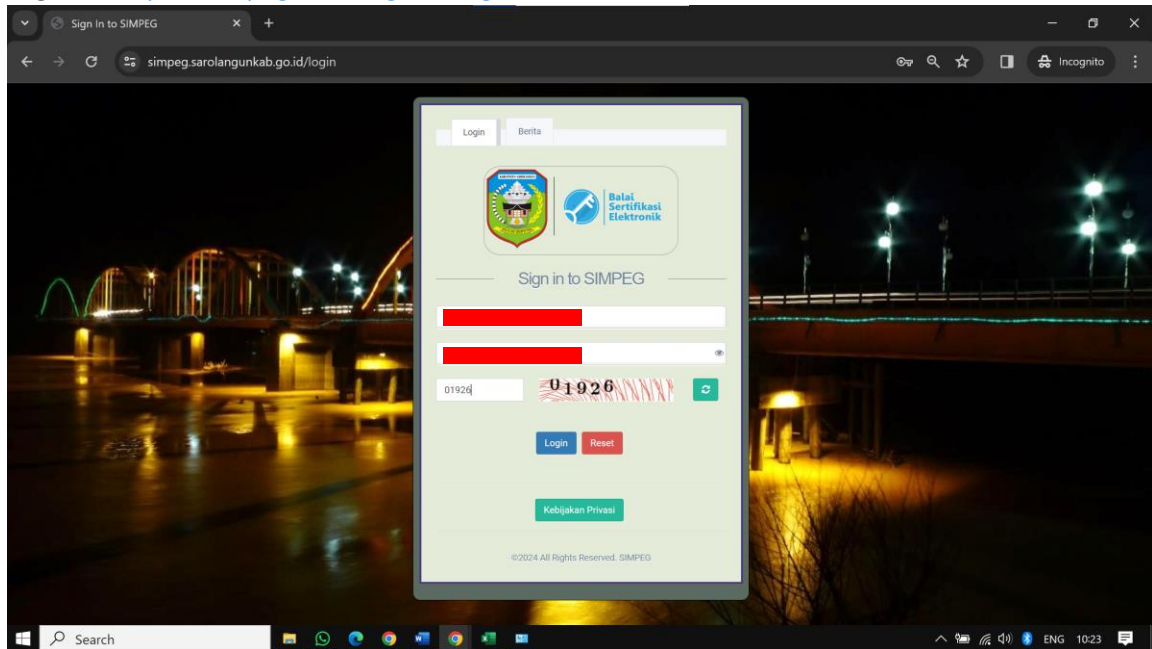 Sign In to SIMPEG
simpeg.sarolangunkab.go.id/login
Incognito
Login
Berita
Balai
Sertifikasi
Elektronik
Sign in to SIMPEG
01926
01926
Login
Reset
Kebijakan Privasi
©2024 All Rights Reserved. SIMPEG
Search
ENG
10:23